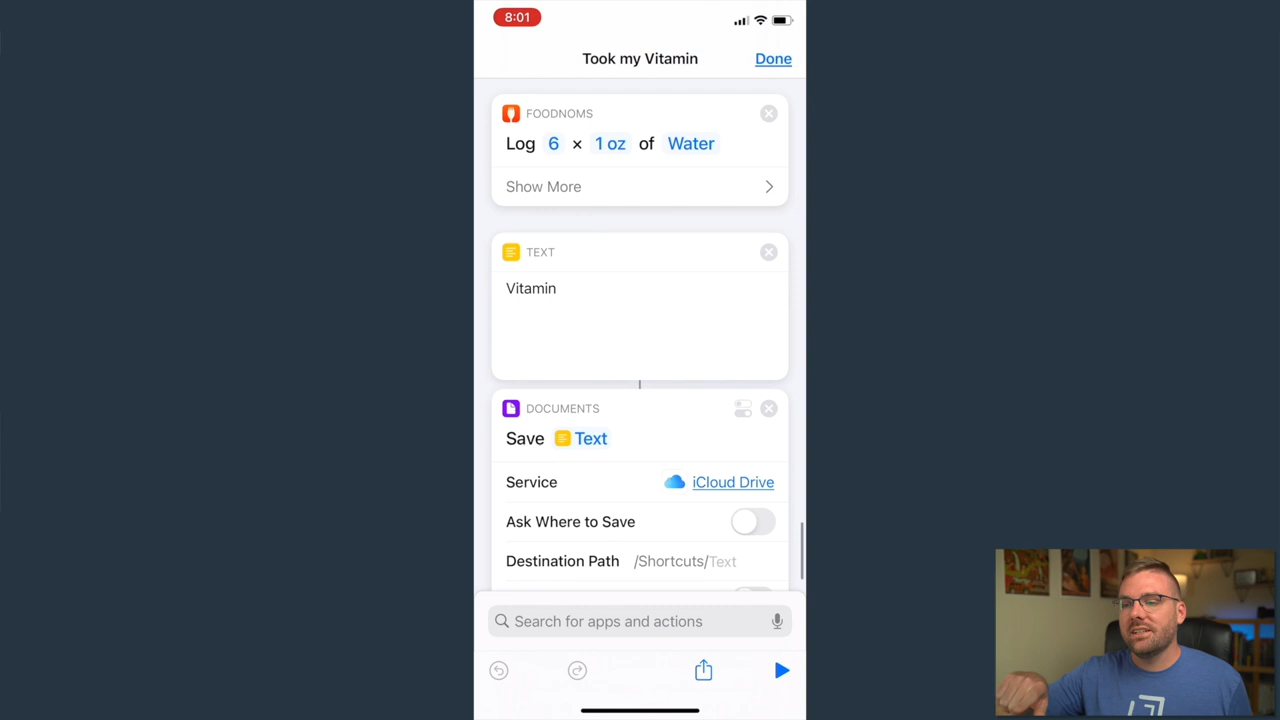 8:01
Took my Vitamin Done
FOODNOMS
Log 6 × 1 oz of Water
Show More
TEXT
Vitamin
DOCUMENTS
Save Text
Service iCloud Drive
Ask Where to Save
Destination Path /Shortcuts/Text
Search for apps and actions